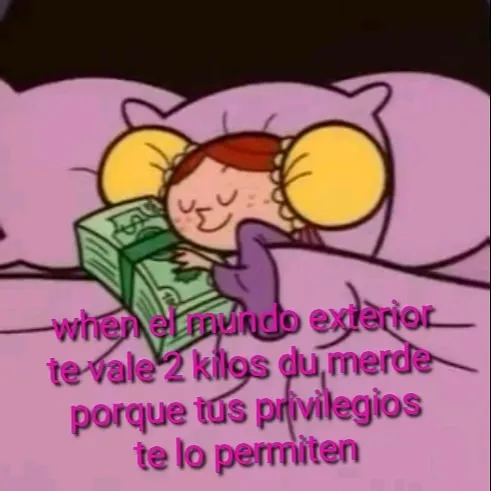 when el mundo exterior
te vale 2 kilos du merde
porque tus privilegios
te lo permiten